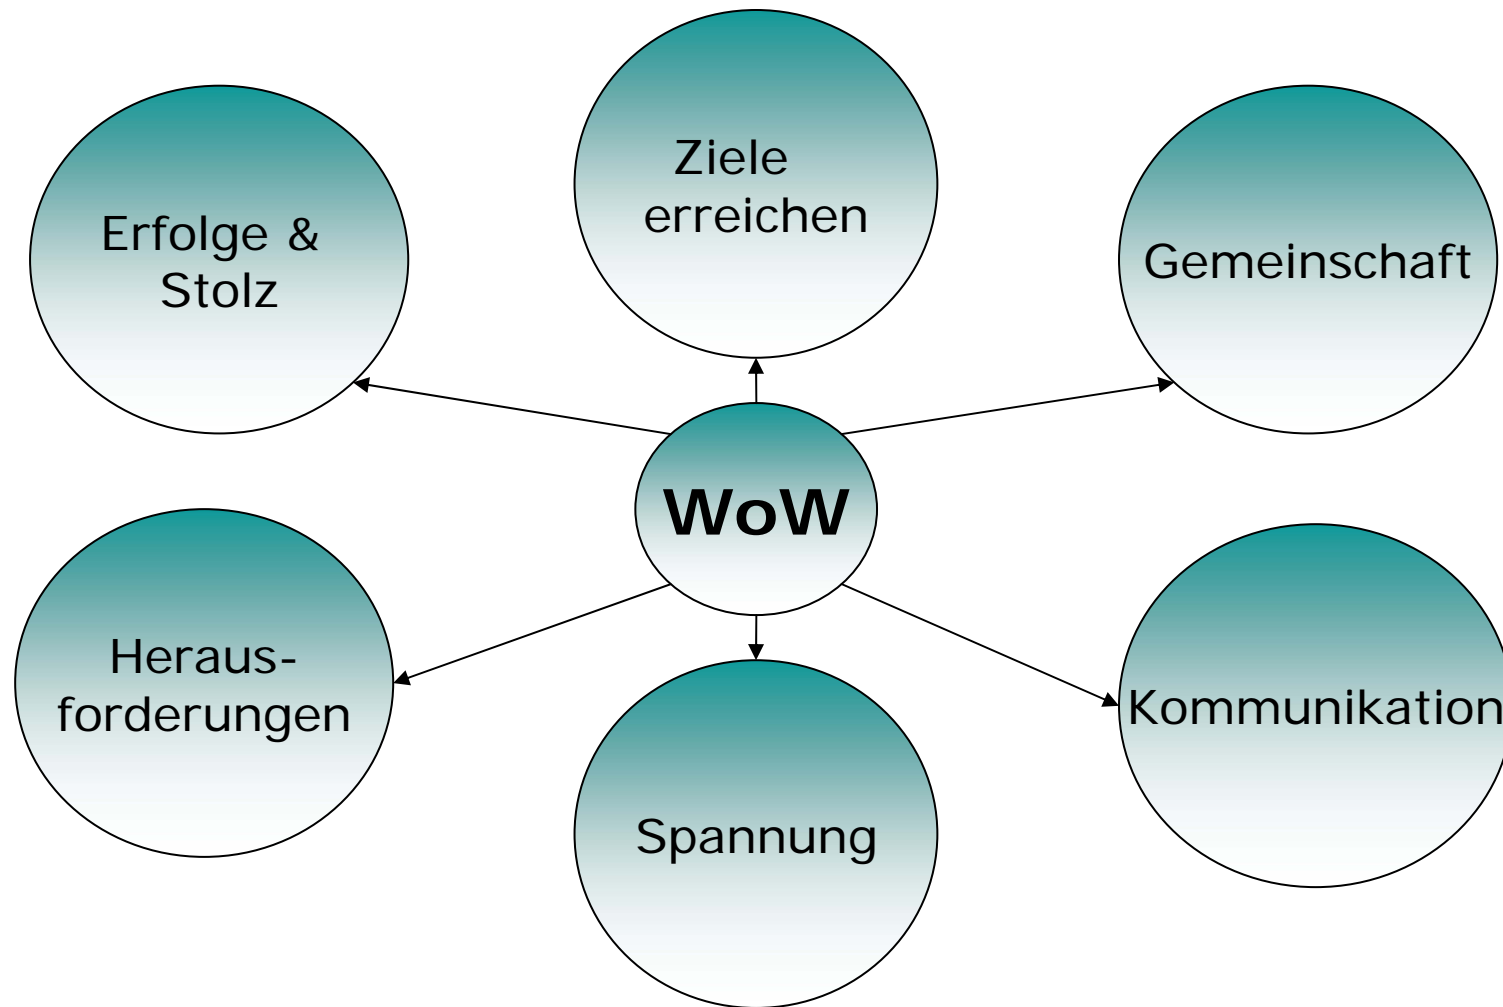 Ziele
erreichen
Erfolge &
Stolz
Gemeinschaft
WoW
Heraus-
forderungen
Kommunikation
Spannung